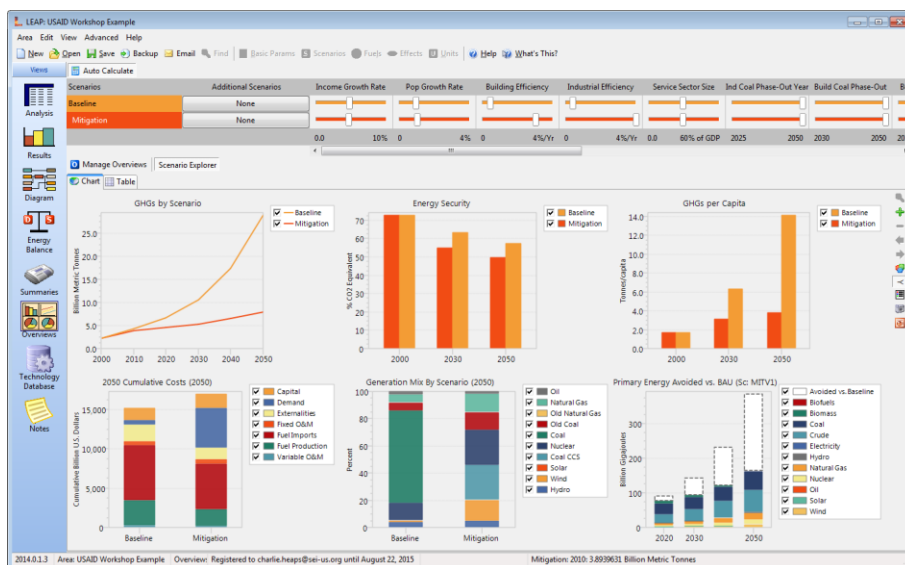 LEAP: USAID Workshop Example
Area Edit View Advanced Help
New Open Save Backup Email Find Basic Params Scenarios Fuels Effects Units Help What's This?
Views
Auto Calculate
Scenarios Additional Scenarios Income Growth Rate Pop Growth Rate Building Efficiency Industrial Efficiency Service Sector Size Ind Coal Phase-Out Year Build Coal Phase-Out
Baseline None
Mitigation None
0.0 10% 0 4% 0 4%/Yr 0 4%/Yr 0.0 60% of GDP 2025 2050 2030 2050
Analysis
Results
Diagram
Energy Balance
Summaries
Overviews
Technology Database
Notes
Manage Overviews Scenario Explorer
Chart Table
GHGs by Scenario
Baseline
Mitigation
Billion Metric Tonnes
25.0
20.0
15.0
10.0
5.0
0.0
2000 2010 2020 2030 2040 2050
Energy Security
Baseline
Mitigation
% CO2 Equivalent
70
60
50
40
30
20
10
0
2000 2030 2050
GHGs per Capita
Baseline
Mitigation
Tonnes/capita
14.0
12.0
10.0
8.0
6.0
4.0
2.0
0.0
2000 2030 2050
2050 Cumulative Costs (2050)
Capital
Demand
Externalities
Fixed O&M
Fuel Imports
Fuel Production
Variable O&M
Cumulative Billion U.S. Dollars
15,000
10,000
5,000
0
Baseline Mitigation
Generation Mix By Scenario (2050)
Oil
Natural Gas
Old Natural Gas
Old Coal
Coal
Nuclear
Coal CCS
Solar
Wind
Hydro
Percent
100
80
60
40
20
0
Baseline Mitigation
Primary Energy Avoided vs. BAU (Sc: MITV1)
Avoided vs. Baseline
Biofuels
Biomass
Coal
Crude
Electricity
Hydro
Natural Gas
Nuclear
Oil
Solar
Wind
Billion Gigajoules
300
200
100
0
2020 2030 2050
2014.0.1.3 Area: USAID Workshop Example Overview: Registered to charlie.heaps@sei-us.org until August 22, 2015 Mitigation: 2010: 3.8939631 Billion Metric Tonnes